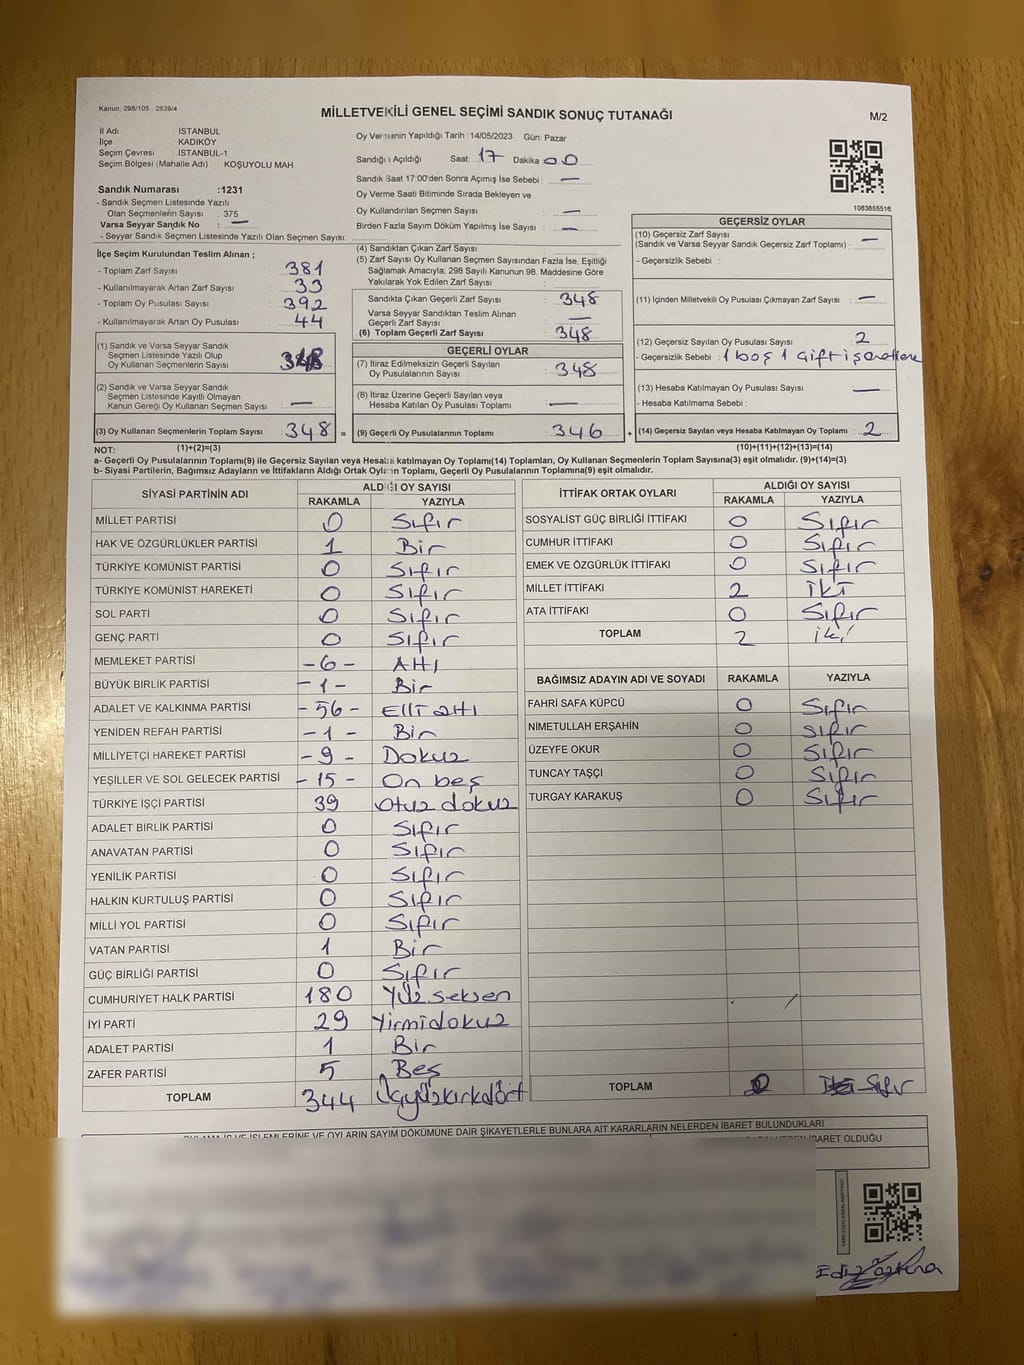 Kanun: 298/105 - 2839/4
MİLLETVEKİLİ GENEL SEÇİMİ SANDIK SONUÇ TUTANAĞI
M/2
İl Adı : İSTANBUL
İlçe : KADIKÖY
Seçim Çevresi : İSTANBUL-1
Seçim Bölgesi (Mahalle Adı) : KOŞUYOLU MAH.
Oy Vermenin Yapıldığı Tarih :14/05/2023 Gün: Pazar
Sandığın Açıldığı Saat: 17 Dakika 00
Sandık Saat 17:00'den Sonra Açımış İse Sebebi : —
Oy Verme Saati Bitiminde Sırada Bekleyen ve
Oy Kullandırılan Seçmen Sayısı : —
Birden Fazla Sayım Döküm Yapılmış İse Sayısı : —
1083655516
Sandık Numarası :1231
- Sandık Seçmen Listesinde Yazılı
Olan Seçmenlerin Sayısı : 375
Varsa Seyyar Sandık No : —
- Seyyar Sandık Seçmen Listesinde Yazılı Olan Seçmen Sayısı:
İlçe Seçim Kurulundan Teslim Alınan ;
- Toplam Zarf Sayısı : 381
- Kullanılmayarak Artan Zarf Sayısı : 33
- Toplam Oy Pusulası Sayısı : 392
- Kullanılmayarak Artan Oy Pusulası : 44
(1) Sandık ve Varsa Seyyar Sandık
Seçmen Listesinde Yazılı Olup
Oy Kullanan Seçmenlerin Sayısı : 348
(2) Sandık ve Varsa Seyyar Sandık
Seçmen Listesinde Kayıtlı Olmayan
Kanun Gereği Oy Kullanan Seçmen Sayısı : —
(3) Oy Kullanan Seçmenlerin Toplam Sayısı : 348 =
(4) Sandıktan Çıkan Zarf Sayısı :
(5) Zarf Sayısı Oy Kullanan Seçmen Sayısından Fazla İse, Eşitliği
Sağlamak Amacıyla; 298 Sayılı Kanunun 98. Maddesine Göre
Yakılarak Yok Edilen Zarf Sayısı :
Sandıkta Çıkan Geçerli Zarf Sayısı : 348
Varsa Seyyar Sandıktan Teslim Alınan
Geçerli Zarf Sayısı : —
(6) Toplam Geçerli Zarf Sayısı : 348
GEÇERLİ OYLAR
(7) İtiraz Edilmeksizin Geçerli Sayılan
Oy Pusulalarının Sayısı : 348
(8) İtiraz Üzerine Geçerli Sayılan veya
Hesaba Katılan Oy Pusulası Toplamı : —
(9) Geçerli Oy Pusulalarının Toplamı : 346 +
GEÇERSİZ OYLAR
(10) Geçersiz Zarf Sayısı
(Sandık ve Varsa Seyyar Sandık Geçersiz Zarf Toplamı) : —
- Geçersizlik Sebebi :
(11) İçinden Milletvekili Oy Pusulası Çıkmayan Zarf Sayısı : —
(12) Geçersiz Sayılan Oy Pusulası Sayısı : 2
- Geçersizlik Sebebi : 1 boş 1 çift
(13) Hesaba Katılmayan Oy Pusulası Sayısı : —
- Hesaba Katılmama Sebebi :
(14) Geçersiz Sayılan veya Hesaba Katılmayan Oy Toplamı : 2
NOT: (1)+(2)=(3) (10)+(11)+(12)+(13)=(14)
a- Geçerli Oy Pusulalarının Toplamı(9) ile Geçersiz Sayılan veya Hesaba katılmayan Oy Toplamı(14) Toplamları, Oy Kullanan Seçmenlerin Toplam Sayısına(3) eşit olmalıdır. (9)+(14)=(3)
b- Siyasi Partilerin, Bağımsız Adayların ve İttifakların Aldığı Ortak Oyların Toplamı, Geçerli Oy Pusulalarının Toplamına(9) eşit olmalıdır.
SİYASİ PARTİNİN ADI ALDIĞI OY SAYISI
RAKAMLA YAZIYLA
MİLLET PARTİSİ 0 Sıfır
HAK VE ÖZGÜRLÜKLER PARTİSİ 1 Bir
TÜRKİYE KOMÜNİST PARTİSİ 0 Sıfır
TÜRKİYE KOMÜNİST HAREKETİ 0 Sıfır
SOL PARTİ 0 Sıfır
GENÇ PARTİ 0 Sıfır
MEMLEKET PARTİSİ -6- Altı
BÜYÜK BİRLİK PARTİSİ -1- Bir
ADALET VE KALKINMA PARTİSİ -56- Elli altı
YENİDEN REFAH PARTİSİ -1- Bir
MİLLİYETÇİ HAREKET PARTİSİ -9- Dokuz
YEŞİLLER VE SOL GELECEK PARTİSİ -15- On beş
TÜRKİYE İŞÇİ PARTİSİ 39 Otuz dokuz
ADALET BİRLİK PARTİSİ 0 Sıfır
ANAVATAN PARTİSİ 0 Sıfır
YENİLİK PARTİSİ 0 Sıfır
HALKIN KURTULUŞ PARTİSİ 0 Sıfır
MİLLİ YOL PARTİSİ 0 Sıfır
VATAN PARTİSİ 1 Bir
GÜÇ BİRLİĞİ PARTİSİ 0 Sıfır
CUMHURİYET HALK PARTİSİ 180 Yüz seksen
İYİ PARTİ 29 Yirmidokuz
ADALET PARTİSİ 1 Bir
ZAFER PARTİSİ 5 Beş
TOPLAM 344 Üçyüzkırkdört
İTTİFAK ORTAK OYLARI ALDIĞI OY SAYISI
RAKAMLA YAZIYLA
SOSYALİST GÜÇ BİRLİĞİ İTTİFAKI 0 Sıfır
CUMHUR İTTİFAKI 0 Sıfır
EMEK VE ÖZGÜRLÜK İTTİFAKI 0 Sıfır
MİLLET İTTİFAKI 2 İki
ATA İTTİFAKI 0 Sıfır
TOPLAM 2 iki
BAĞIMSIZ ADAYIN ADI VE SOYADI RAKAMLA YAZIYLA
FAHRİ SAFA KÜPCÜ 0 Sıfır
NİMETULLAH ERŞAHİN 0 Sıfır
ÜZEYFE OKUR 0 Sıfır
TUNCAY TAŞÇI 0 Sıfır
TURGAY KARAKUŞ 0 Sıfır
TOPLAM 0 Sıfır
İŞLEMLERİNE VE OYLARIN SAYIM DÖKÜMÜNE DAİR ŞİKAYETLERLE BUNLARA AİT KARARLARIN NELERDEN İBARET BULUNDUKLARI
İBARET OLDUĞU